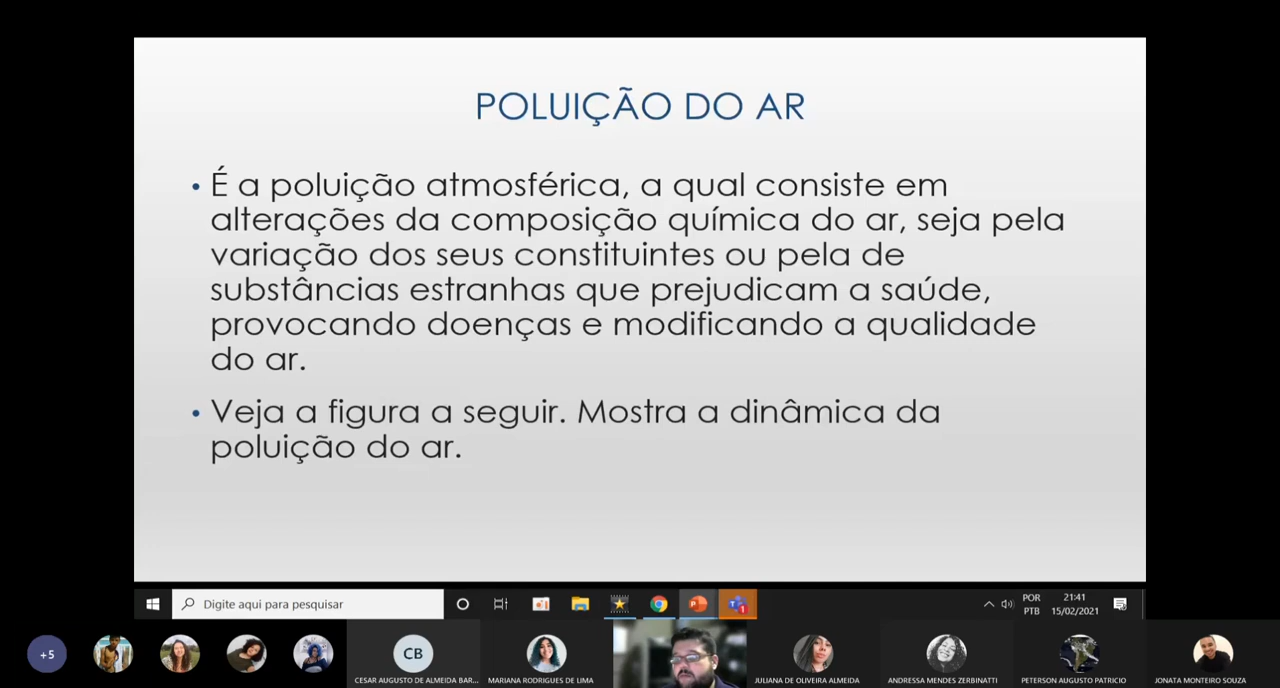 POLUIÇÃO DO AR
• É a poluição atmosférica, a qual consiste em
alterações da composição química do ar, seja pela
variação dos seus constituintes ou pela de
substâncias estranhas que prejudicam a saúde,
provocando doenças e modificando a qualidade
do ar.
• Veja a figura a seguir. Mostra a dinâmica da
poluição do ar.
Digite aqui para pesquisar
POR
PTB
21:41
15/02/2021
+5
CB
CESAR AUGUSTO DE ALMEIDA BAR...
MARIANA RODRIGUES DE LIMA
JULIANA DE OLIVEIRA ALMEIDA
ANDRESSA MENDES ZERBINATTI
PETERSON AUGUSTO PATRICIO
JONATA MONTEIRO SOUZA